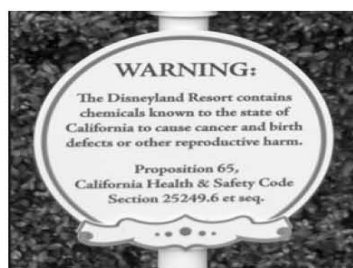 WARNING:
The Disneyland Resort contains
chemicals known to the state of
California to cause cancer and birth
defects or other reproductive harm.
Proposition 65,
California Health & Safety Code
Section 25249.6 et seq.